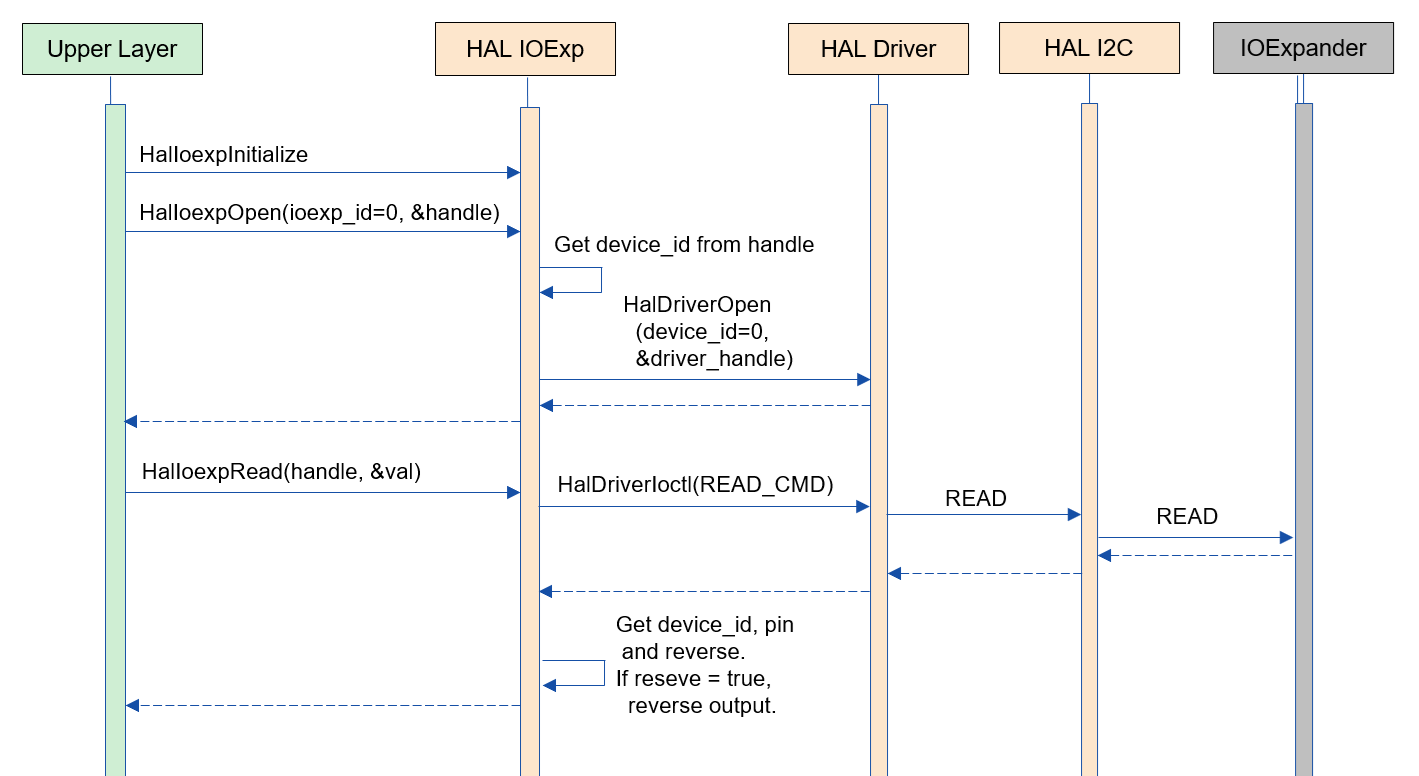 Upper Layer
HAL IOExp
HAL Driver
HAL I2C
IOExpander
HalIoexpInitialize
HalIoexpOpen(ioexp_id=0, &handle)
Get device_id from handle
HalDriverOpen
(device_id=0,
&driver_handle)
HalIoexpRead(handle, &val)
HalDriverIoctl(READ_CMD)
READ
READ
Get device_id, pin
and reverse.
If reseve = true,
reverse output.